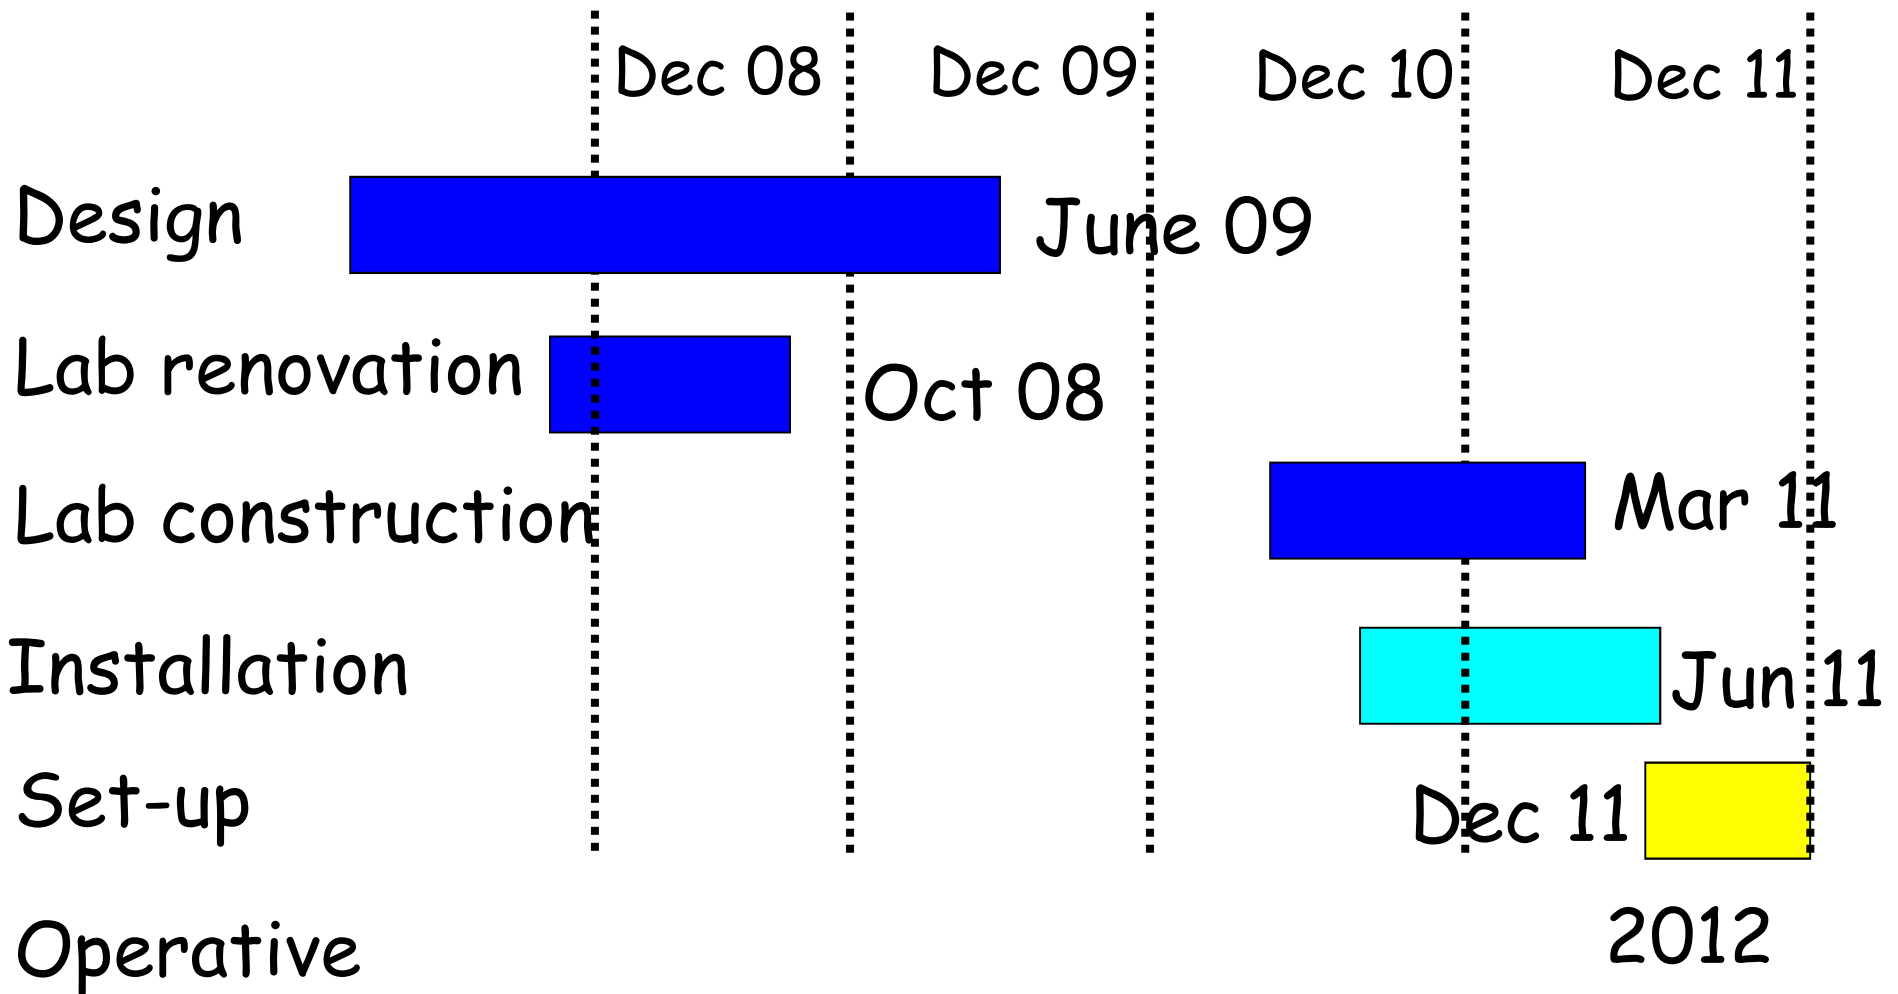 Dec 08 Dec 09 Dec 10 Dec 11
Design June 09
Lab renovation Oct 08
Lab construction Mar 11
Installation Jun 11
Set-up Dec 11
Operative 2012